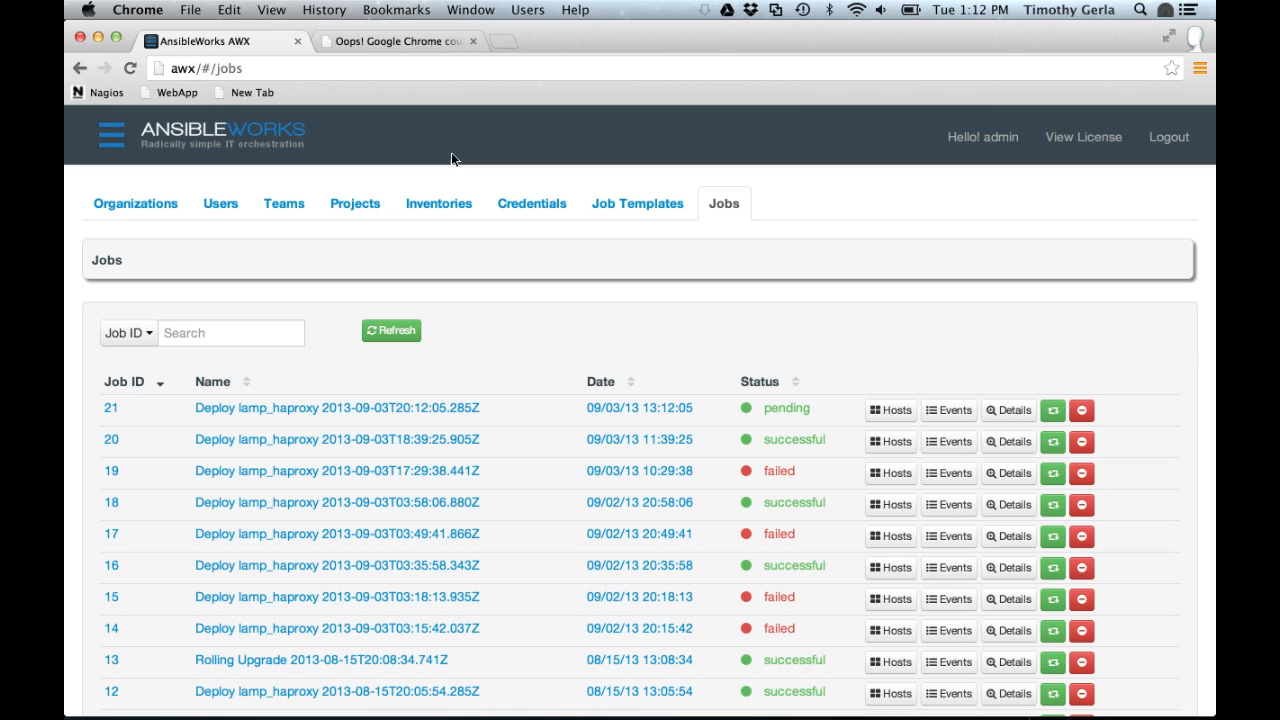 Chrome File Edit View History Bookmarks Window Users Help Tue 1:12 PM Timothy Gerla
AnsibleWorks AWX Oops! Google Chrome cou
awx/#/jobs
Nagios WebApp New Tab
ANSIBLEWORKS
Radically simple IT orchestration
Hello! admin View License Logout
Organizations Users Teams Projects Inventories Credentials Job Templates Jobs
Jobs
Job ID Search Refresh
Job ID Name Date Status
21 Deploy lamp_haproxy 2013-09-03T20:12:05.285Z 09/03/13 13:12:05 pending Hosts Events Details
20 Deploy lamp_haproxy 2013-09-03T18:39:25.905Z 09/03/13 11:39:25 successful Hosts Events Details
19 Deploy lamp_haproxy 2013-09-03T17:29:38.441Z 09/03/13 10:29:38 failed Hosts Events Details
18 Deploy lamp_haproxy 2013-09-03T03:58:06.880Z 09/02/13 20:58:06 successful Hosts Events Details
17 Deploy lamp_haproxy 2013-09-03T03:49:41.866Z 09/02/13 20:49:41 failed Hosts Events Details
16 Deploy lamp_haproxy 2013-09-03T03:35:58.343Z 09/02/13 20:35:58 successful Hosts Events Details
15 Deploy lamp_haproxy 2013-09-03T03:18:13.935Z 09/02/13 20:18:13 failed Hosts Events Details
14 Deploy lamp_haproxy 2013-09-03T03:15:42.037Z 09/02/13 20:15:42 failed Hosts Events Details
13 Rolling Upgrade 2013-08-15T20:08:34.741Z 08/15/13 13:08:34 successful Hosts Events Details
12 Deploy lamp_haproxy 2013-08-15T20:05:54.285Z 08/15/13 13:05:54 successful Hosts Events Details